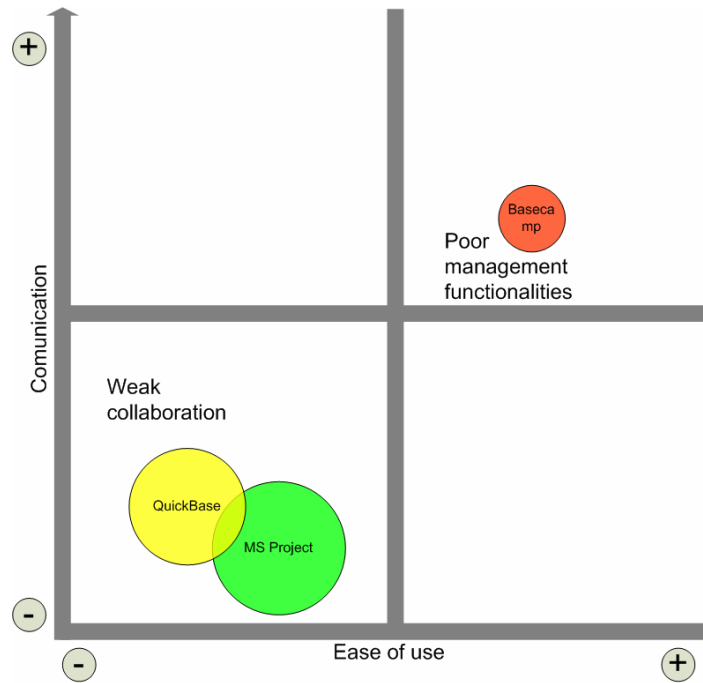 +
Baseca
mp
Poor
management
functionalities
Comunication
Weak
collaboration
QuickBase
MS Project
-
-
Ease of use
+